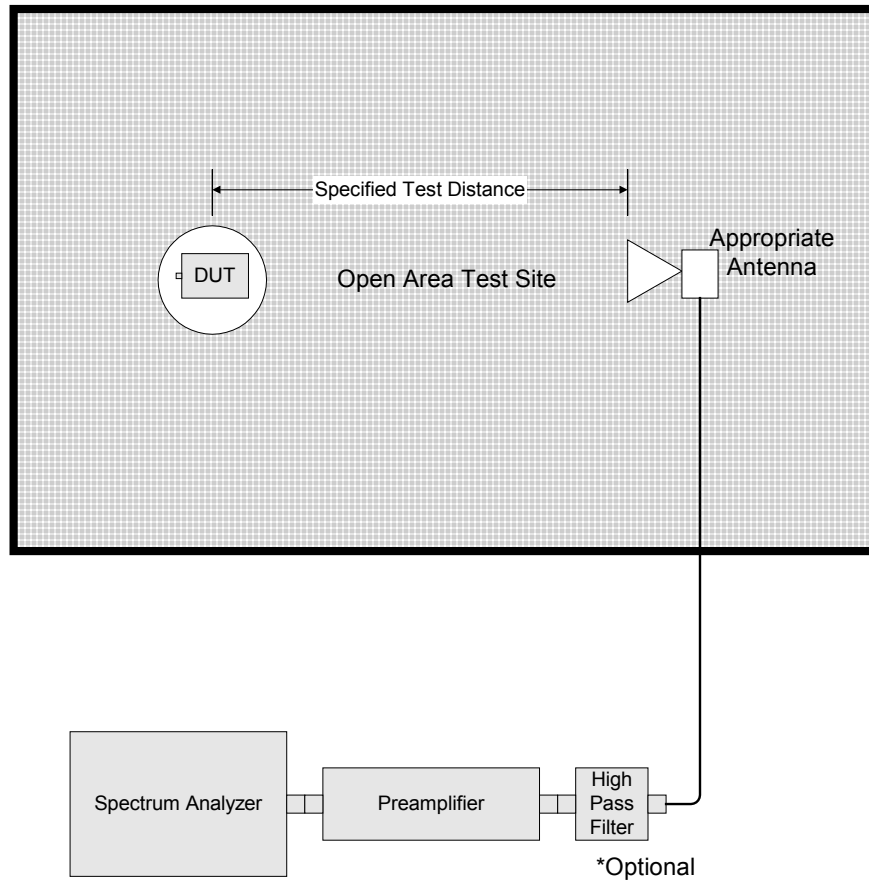 Specified Test Distance
DUT
Open Area Test Site
Appropriate
Antenna
Spectrum Analyzer
Preamplifier
High
Pass
Filter
*Optional